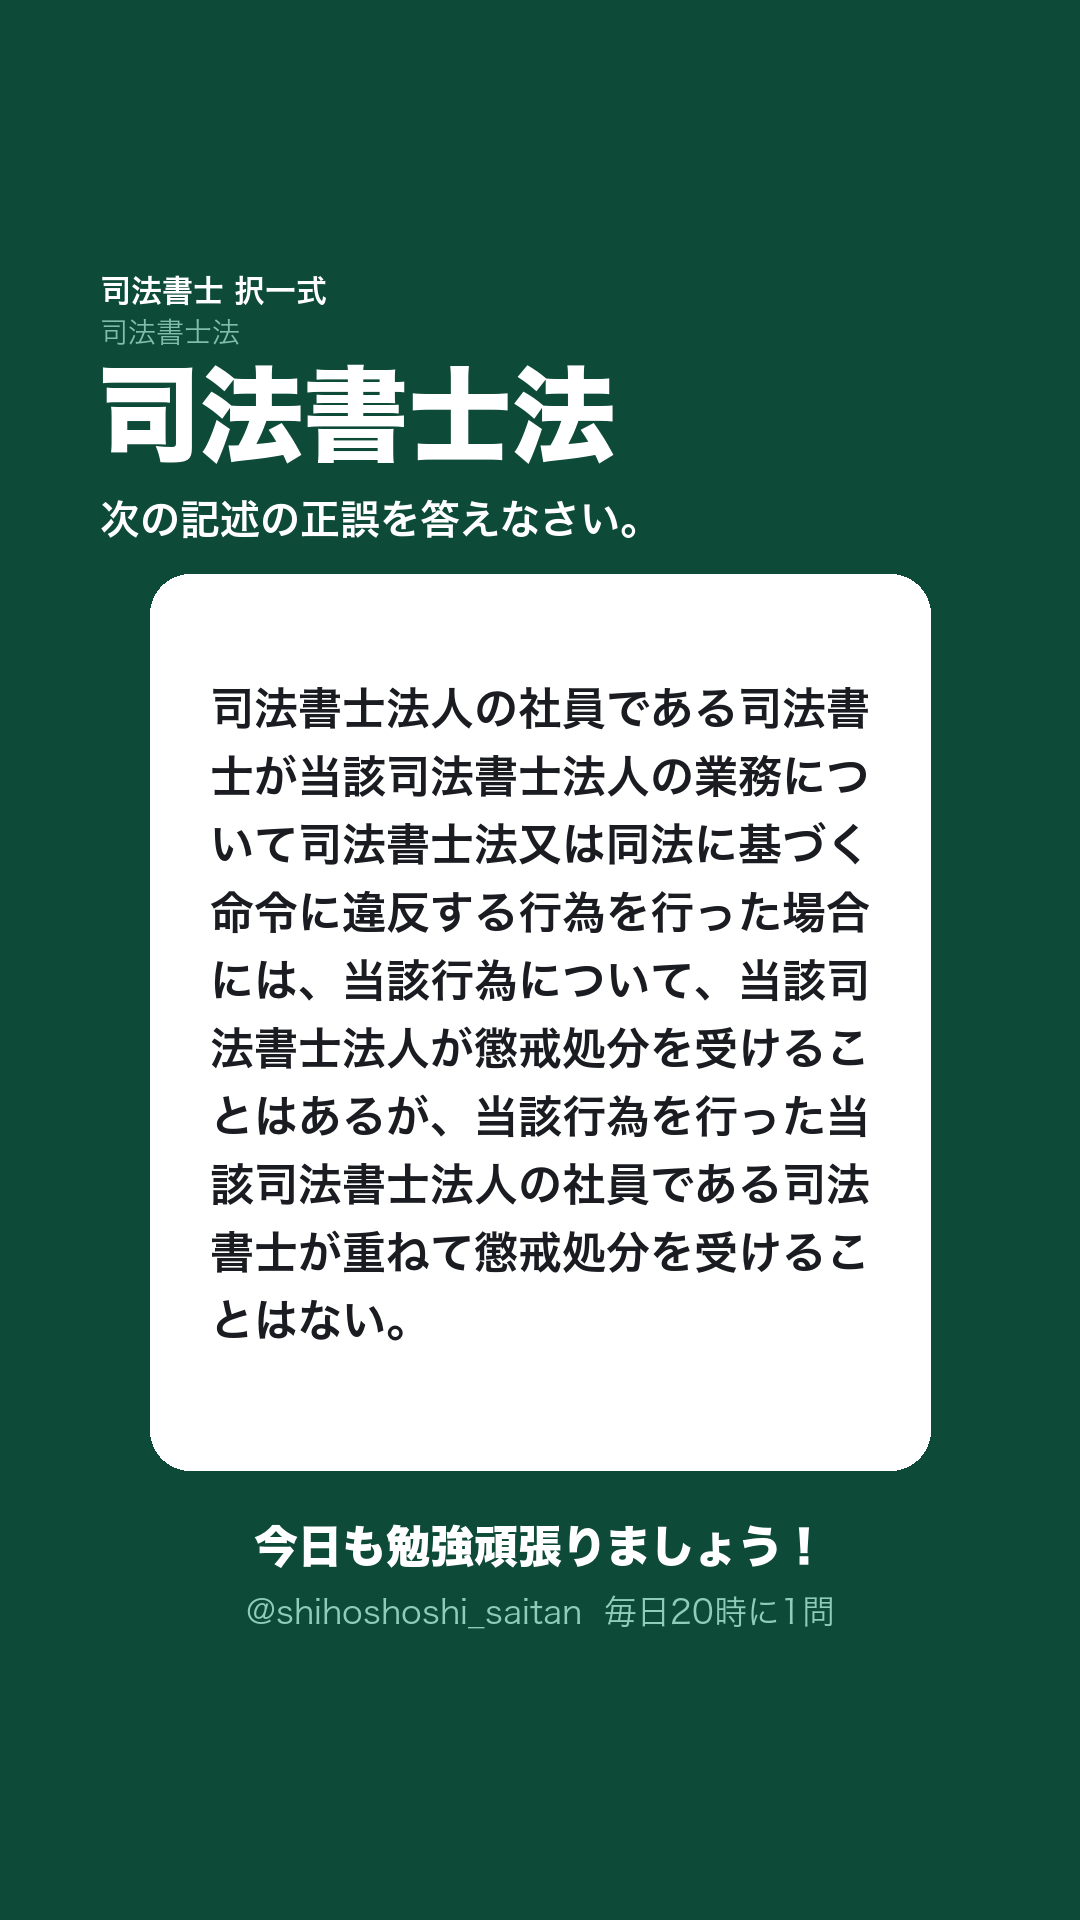 司法書士 択一式
司法書士法
司法書士法
次の記述の正誤を答えなさい。
司法書士法人の社員である司法書
士が当該司法書士法人の業務につ
いて司法書士法又は同法に基づく
命令に違反する行為を行った場合
には、当該行為について、当該司
法書士法人が懲戒処分を受けるこ
とはあるが、当該行為を行った当
該司法書士法人の社員である司法
書士が重ねて懲戒処分を受けるこ
とはない。
今日も勉強頑張りましょう！
@shihoshoshi_saitan 毎日20時に1問